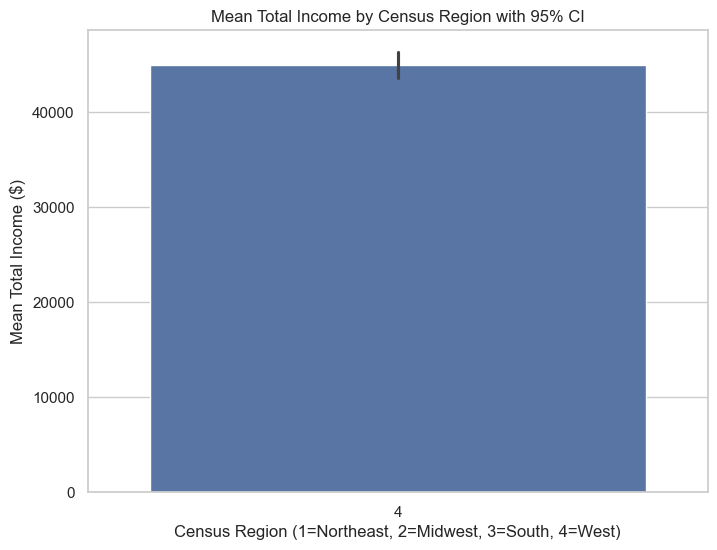 Mean Total Income by Census Region with 95% CI
Mean Total Income ($)
40000
30000
20000
10000
0
4
Census Region (1=Northeast, 2=Midwest, 3=South, 4=West)